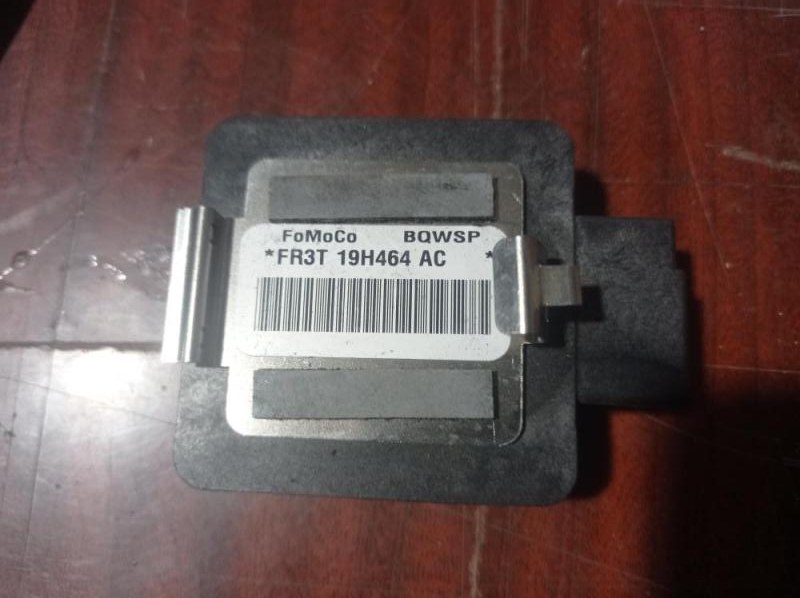 FoMoCo BQWSP
*FR3T 19H464 AC *